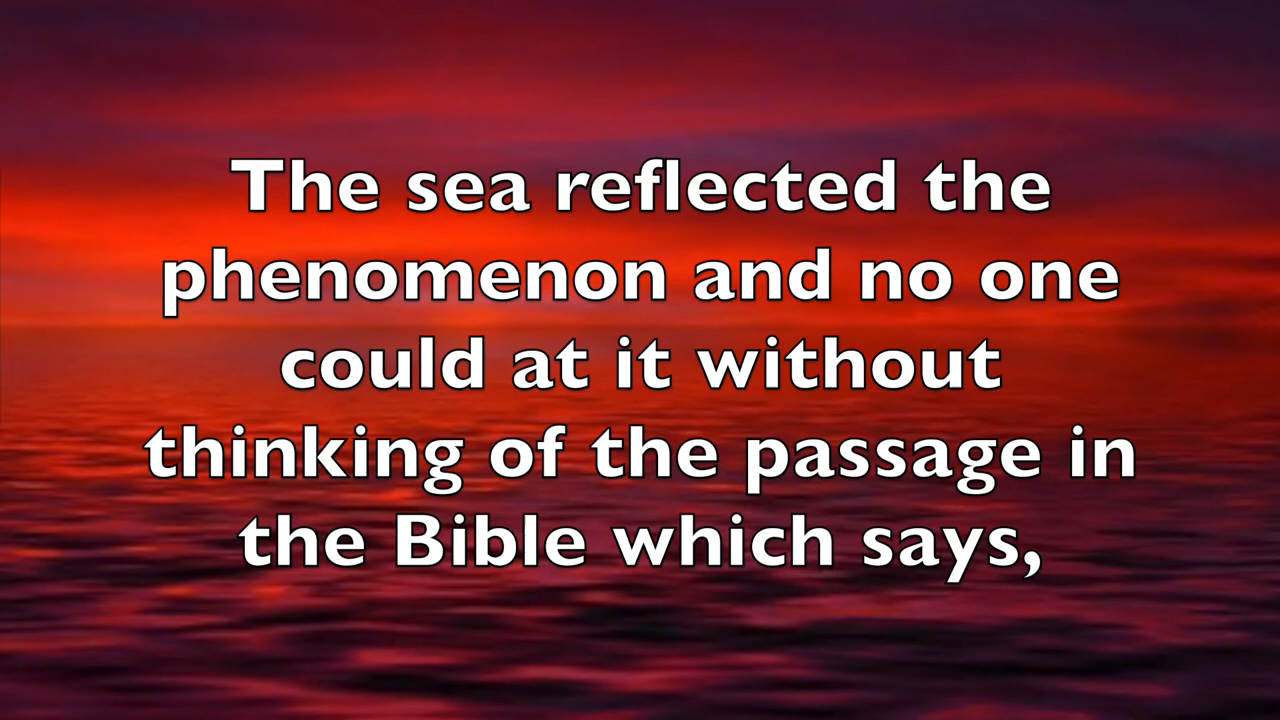 The sea reflected the
phenomenon and no one
could at it without
thinking of the passage in
the Bible which says,